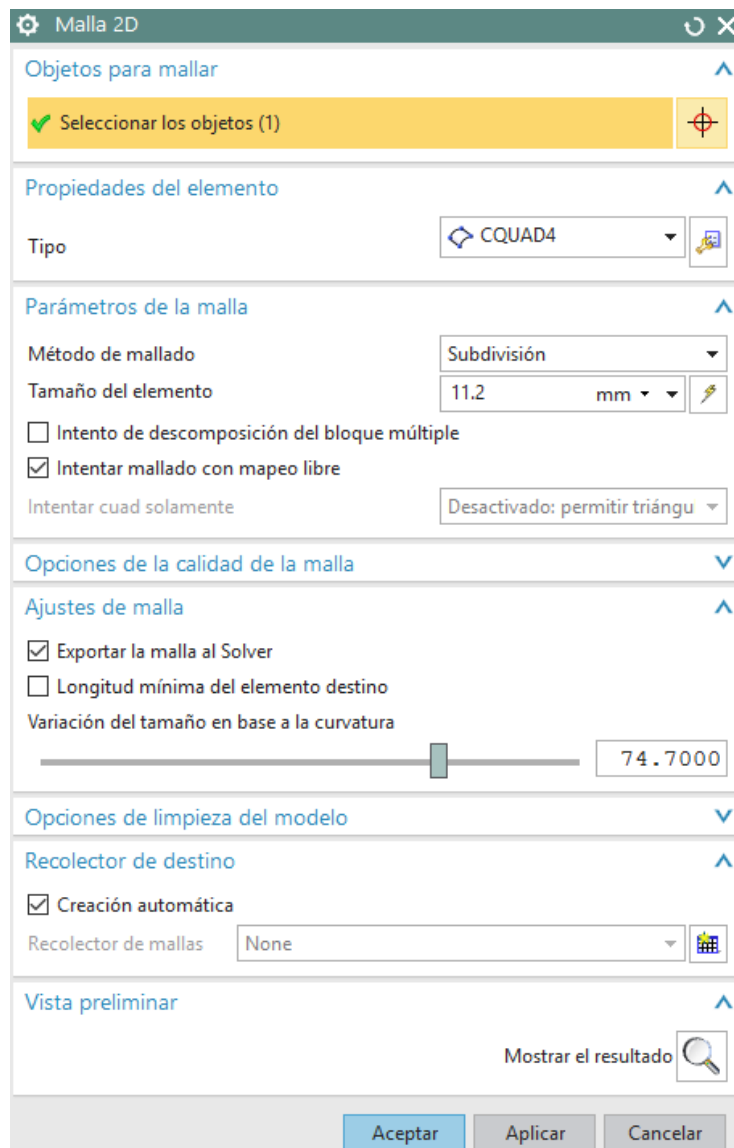 Malla 2D
Objetos para mallar
Seleccionar los objetos (1)
Propiedades del elemento
Tipo CQUAD4
Parámetros de la malla
Método de mallado Subdivisión
Tamaño del elemento 11.2 mm
Intento de descomposición del bloque múltiple
Intentar mallado con mapeo libre
Intentar cuad solamente Desactivado: permitir triángu
Opciones de la calidad de la malla
Ajustes de malla
Exportar la malla al Solver
Longitud mínima del elemento destino
Variación del tamaño en base a la curvatura
74.7000
Opciones de limpieza del modelo
Recolector de destino
Creación automática
Recolector de mallas None
Vista preliminar
Mostrar el resultado
Aceptar Aplicar Cancelar